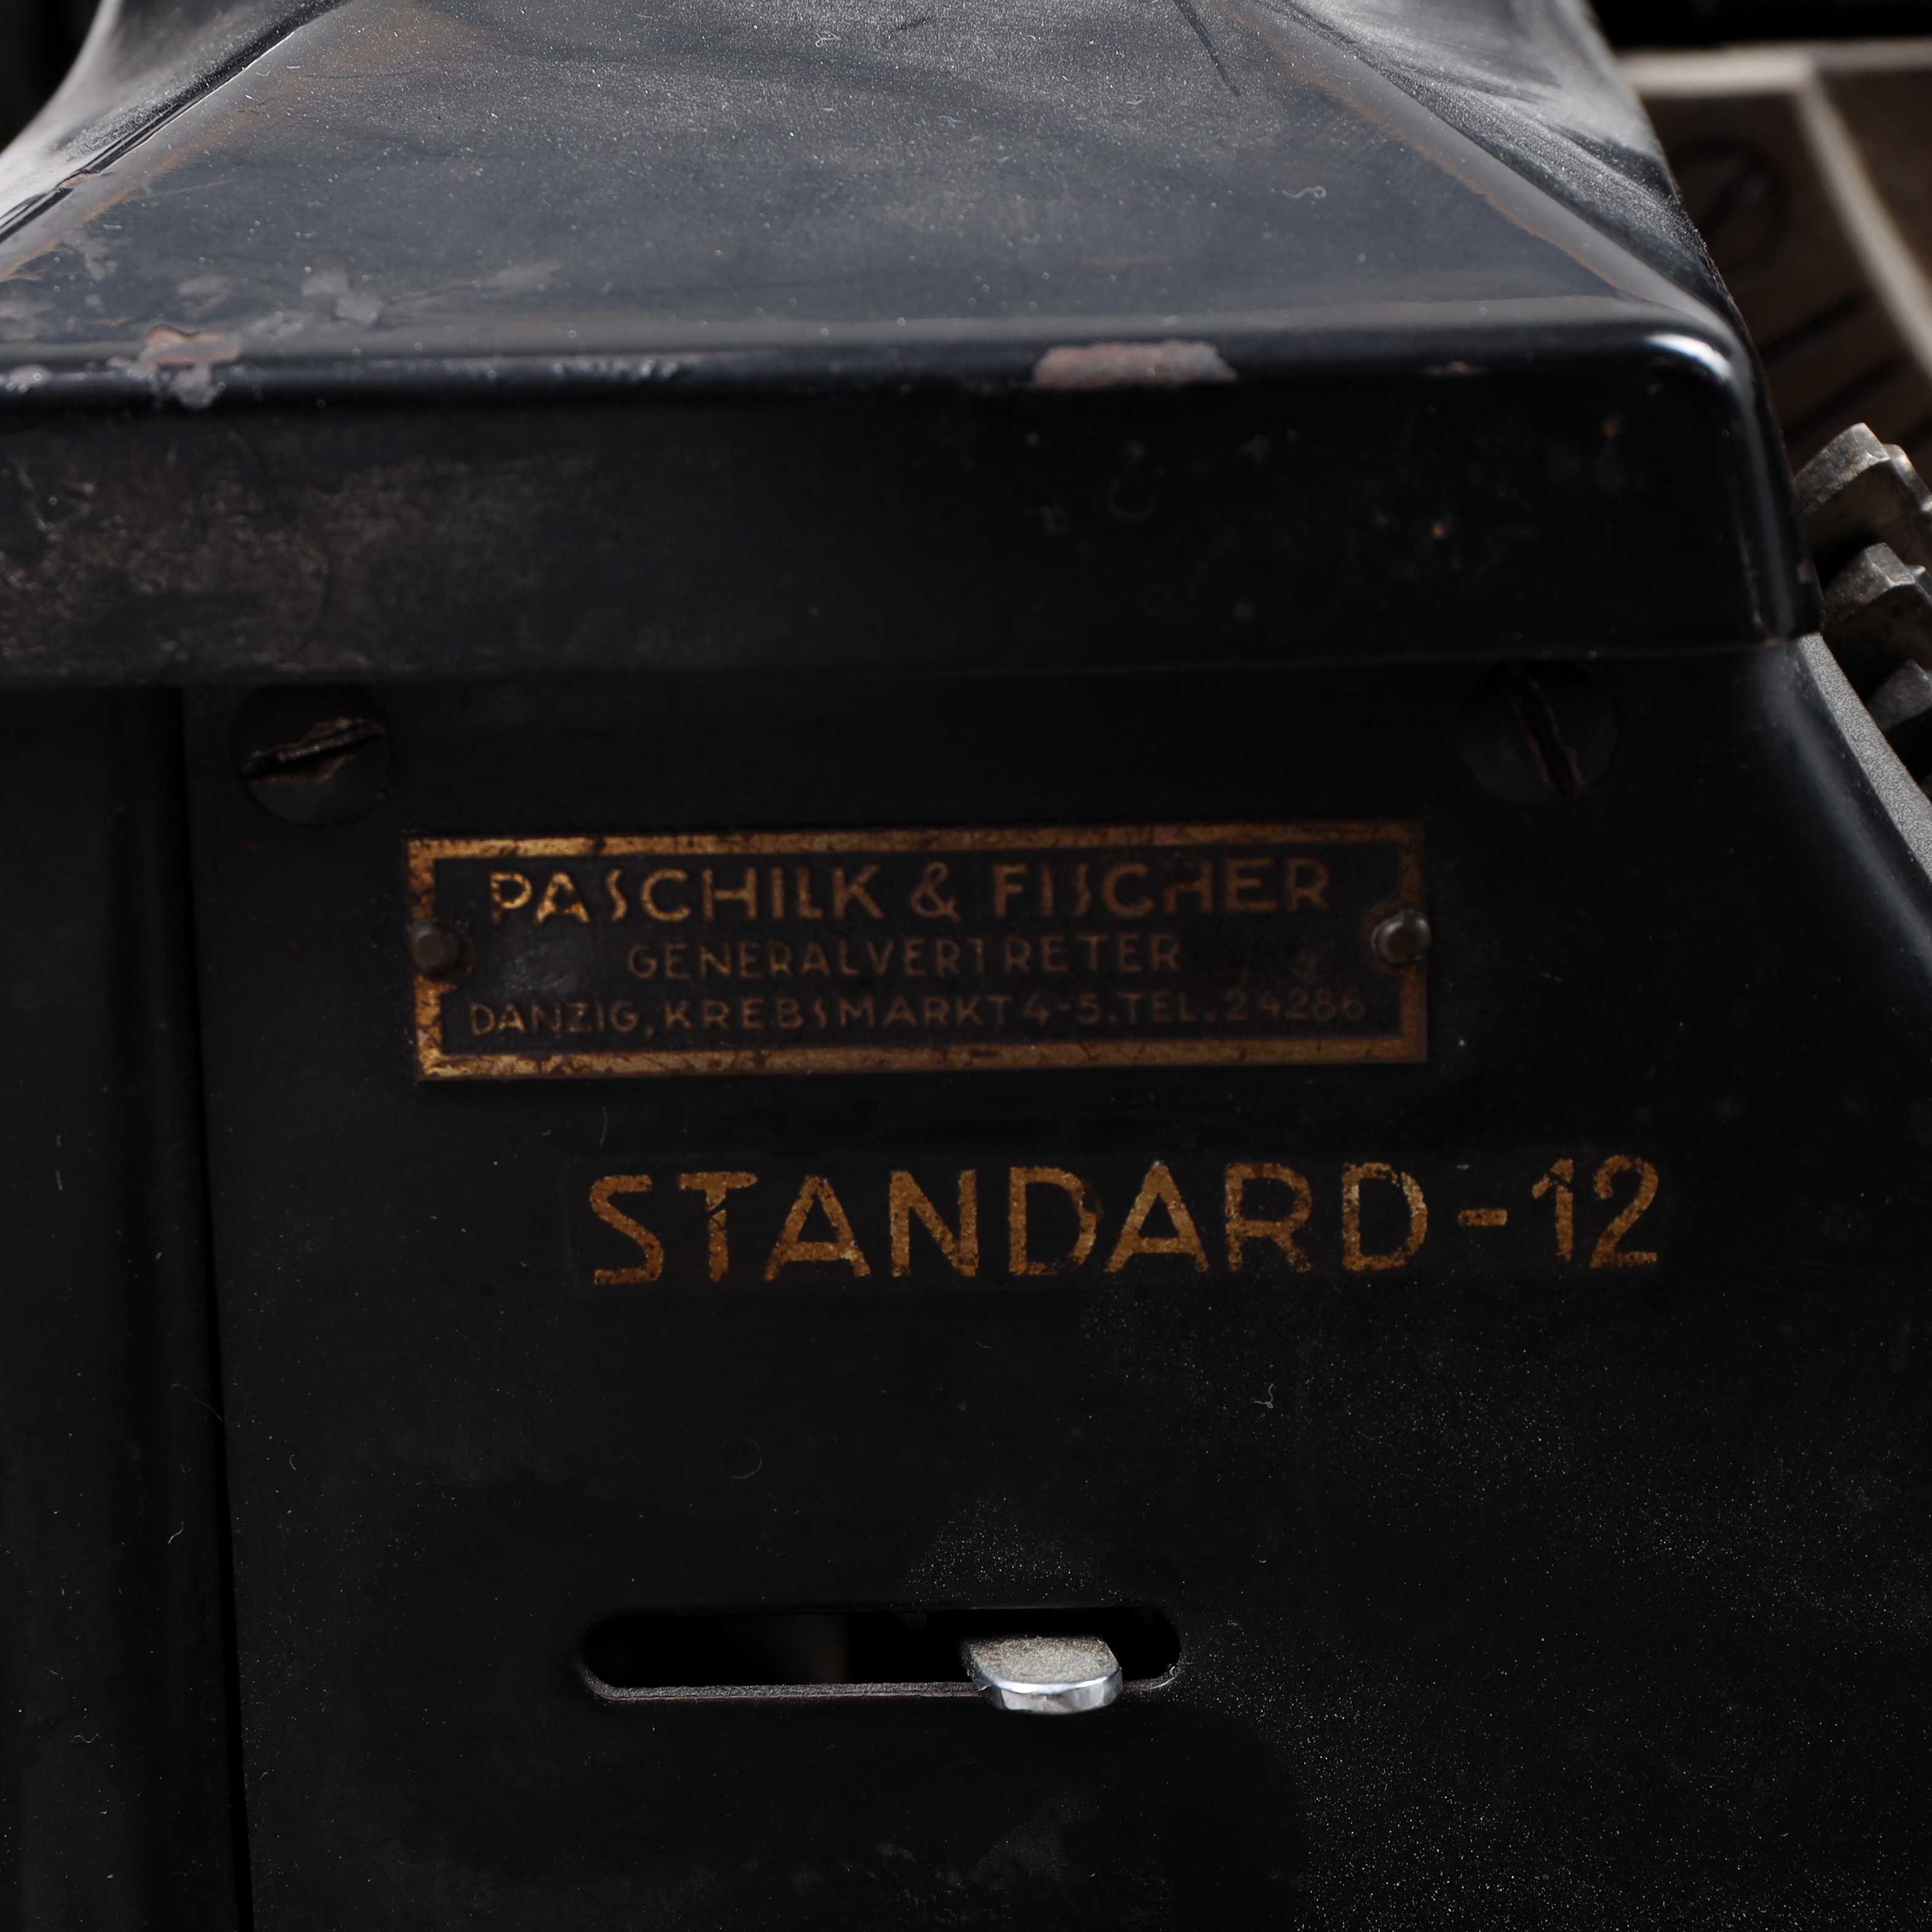 PASCHILK & FISCHER
GENERALVERTRETER
DANZIG, KREBSMARKT 4-5. TEL. 24286
STANDARD-12